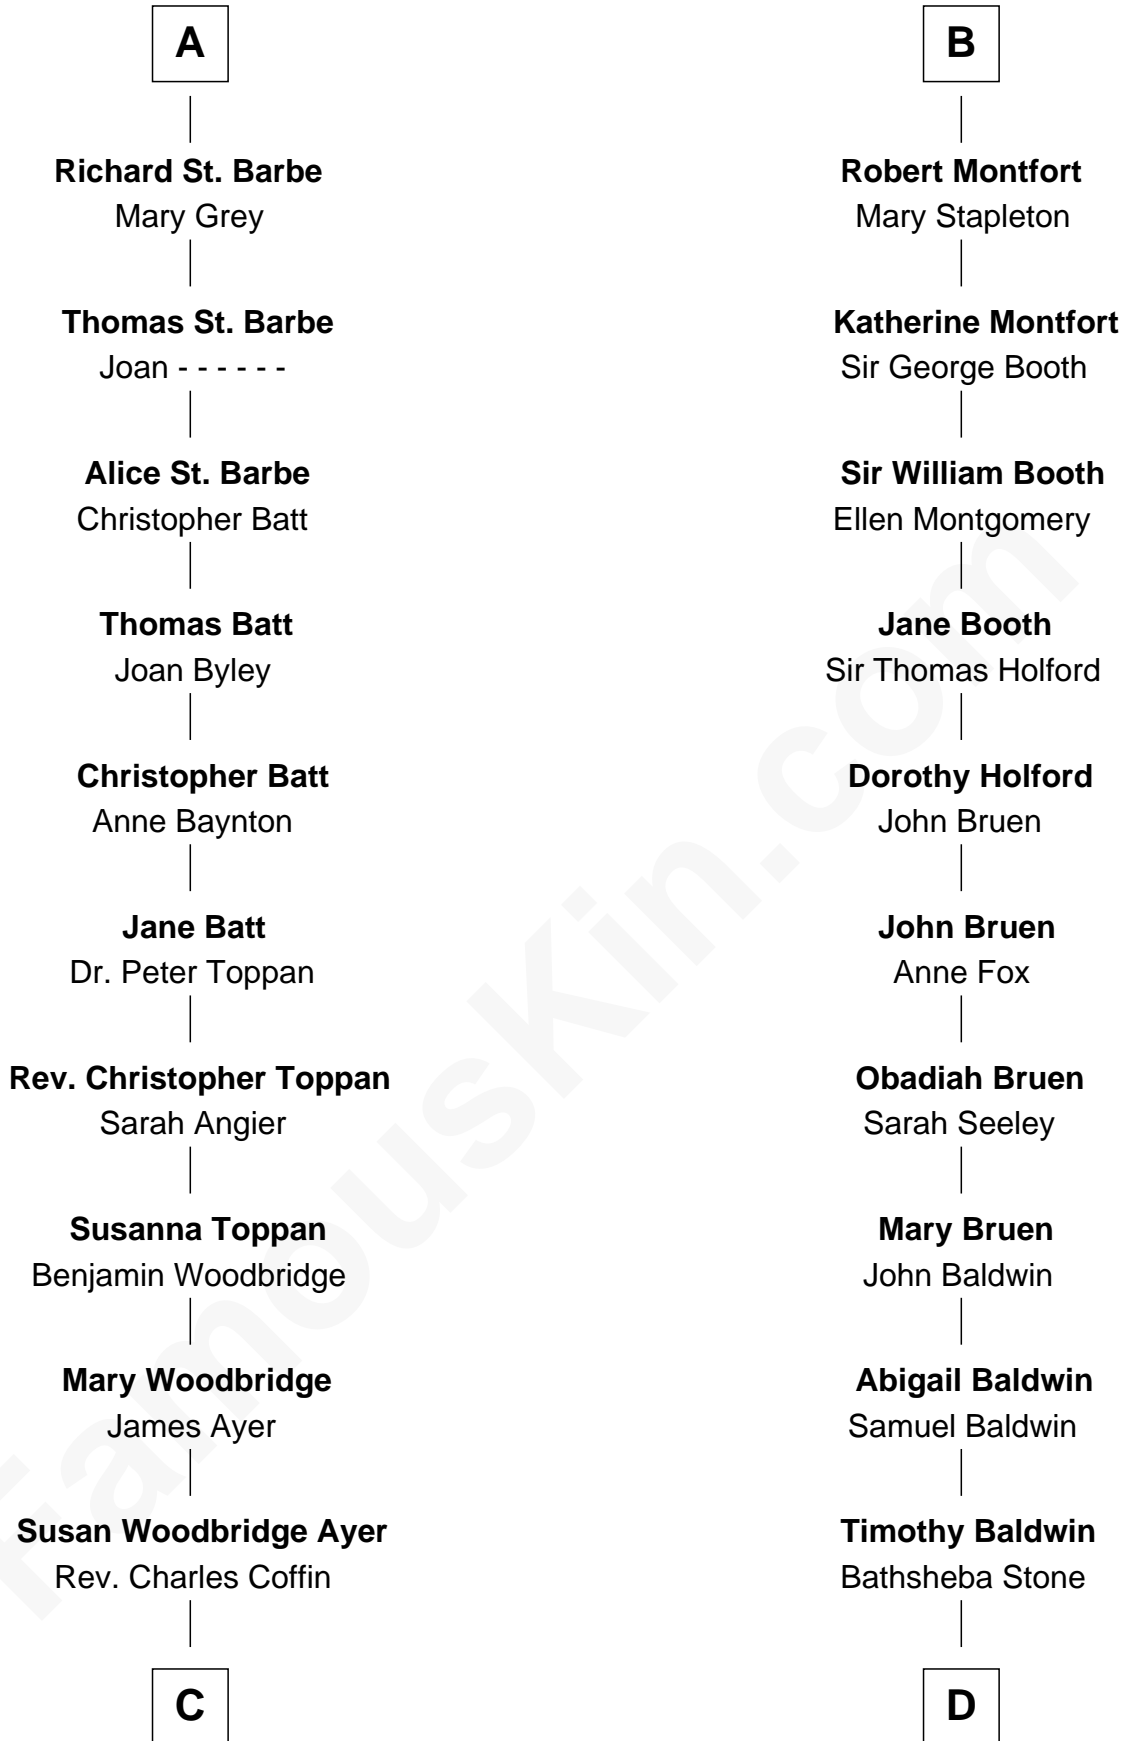 A
Richard St. Barbe
Mary Grey
Thomas St. Barbe
Joan - - - - - -
Alice St. Barbe
Christopher Batt
Thomas Batt
Joan Byley
Christopher Batt
Anne Baynton
Jane Batt
Dr. Peter Toppan
Rev. Christopher Toppan
Sarah Angier
Susanna Toppan
Benjamin Woodbridge
Mary Woodbridge
James Ayer
Susan Woodbridge Ayer
Rev. Charles Coffin
C
B
Robert Montfort
Mary Stapleton
Katherine Montfort
Sir George Booth
Sir William Booth
Ellen Montgomery
Jane Booth
Sir Thomas Holford
Dorothy Holford
John Bruen
John Bruen
Anne Fox
Obadiah Bruen
Sarah Seeley
Mary Bruen
John Baldwin
Abigail Baldwin
Samuel Baldwin
Timothy Baldwin
Bathsheba Stone
D
FamousKin.com